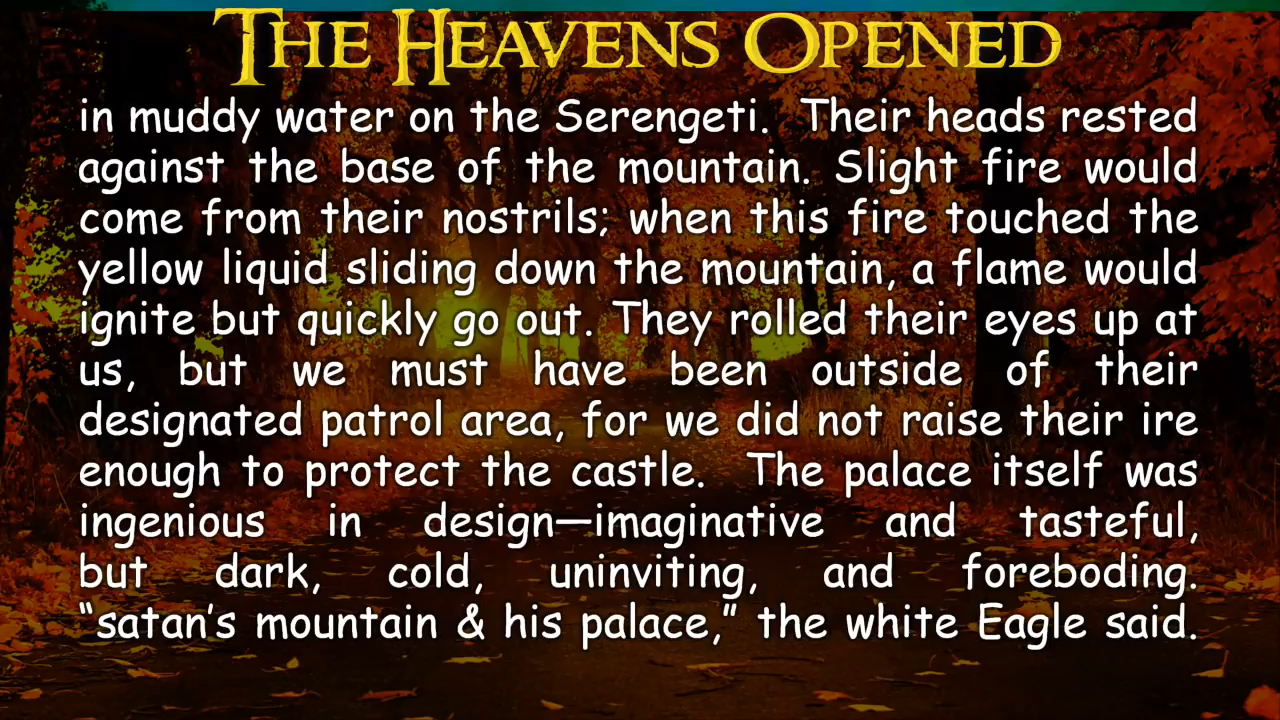 THE HEAVENS OPENED
in muddy water on the Serengeti.  Their heads rested
against the base of the mountain. Slight fire would
come from their nostrils; when this fire touched the
yellow liquid sliding down the mountain, a flame would
ignite but quickly go out. They rolled their eyes up at
us, but we must have been outside of their
designated patrol area, for we did not raise their ire
enough to protect the castle.  The palace itself was
ingenious in design—imaginative and tasteful,
but dark, cold, uninviting, and foreboding.
“satan’s mountain & his palace,” the white Eagle said.